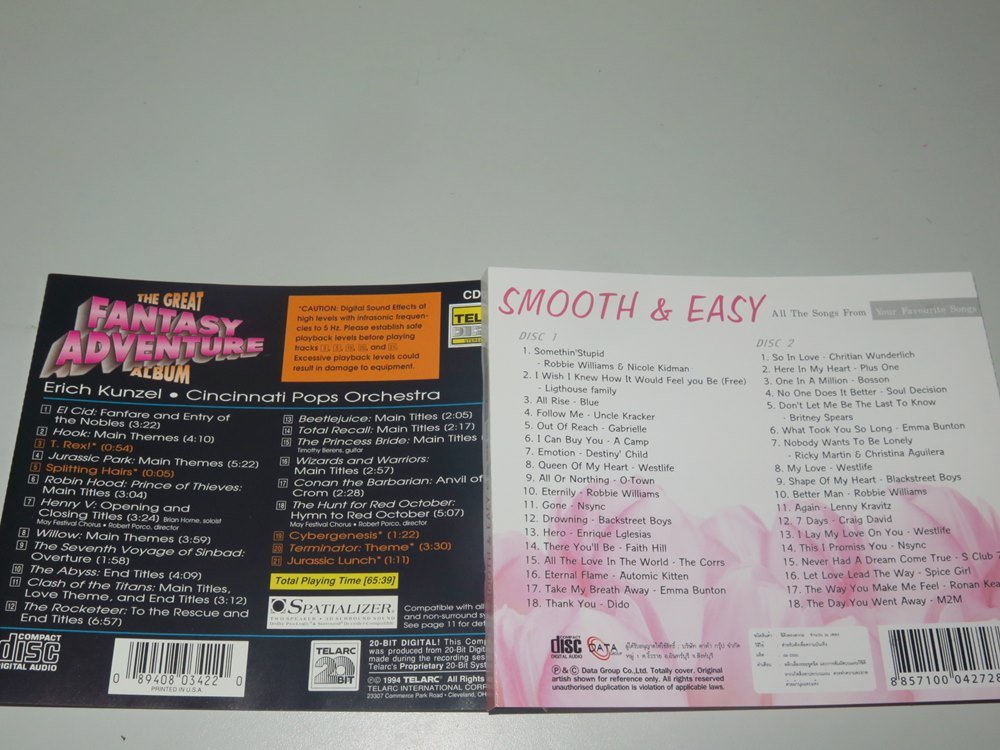 THE GREAT
FANTASY
ADVENTURE
ALBUM
*CAUTION: Digital Sound Effects at
high levels with infrasonic frequen-
cies to 5 Hz. Please establish safe
playback levels before playing
tracks
Excessive playback levels could
result in damage to equipment.
CD
Erich Kunzel • Cincinnati Pops Orchestra
1 El Cid: Fanfare and Entry of
the Nobles (3:22)
2 Hook: Main Themes (4:10)
3 T. Rex!* (0:54)
4 Jurassic Park: Main Themes (5:22)
5 Splitting Hairs* (0:05)
6 Robin Hood: Prince of Thieves:
Main Titles (3:04)
7 Henry V: Opening and
Closing Titles (3:24) Brian Horne, soloist
May Festival Chorus • Robert Porco, director
8 Willow: Main Themes (3:59)
9 The Seventh Voyage of Sinbad:
Overture (1:58)
10 The Abyss: End Titles (4:09)
11 Clash of the Titans: Main Titles,
Love Theme, and End Titles (3:12)
12 The Rocketeer: To the Rescue and
End Titles (6:57)
13 Beetlejuice: Main Titles (2:05)
14 Total Recall: Main Titles (2:17)
15 The Princess Bride: Main Titles
Timothy Berens, guitar
16 Wizards and Warriors:
Main Titles (2:57)
17 Conan the Barbarian: Anvil of
Crom (2:28)
18 The Hunt for Red October:
Hymn to Red October (5:07)
May Festival Chorus • Robert Porco, director
19 Cybergenesis* (1:22)
20 Terminator: Theme* (3:30)
21 Jurassic Lunch* (1:11)
Total Playing Time [65:39]
SPATIALIZER
TWO SPEAKER • 3D SURROUND SOUND
Compatible with all
and non-surround sy
See page 11 for det
COMPACT
disc
DIGITAL AUDIO
0 89408 03422 0
PRINTED IN U.S.A.
TELARC
20
BIT
20-BIT DIGITAL! This Comp
was produced from 20-Bit Digit
made during the recording sess
Telarc's Proprietary 20-Bit Syst
℗ © 1994 TELARC® All Rights
TELARC INTERNATIONAL CORP
23307 Commerce Park Road • Cleveland, OH
SMOOTH & EASY
All The Songs From Your Favourite Songs
DISC 1
1. Somethin'Stupid
- Robbie Williams & Nicole Kidman
2. I Wish I Knew How It Would Feel you Be (Free)
- Ligthouse family
3. All Rise - Blue
4. Follow Me - Uncle Kracker
5. Out Of Reach - Gabrielle
6. I Can Buy You - A Camp
7. Emotion - Destiny' Child
8. Queen Of My Heart - Westlife
9. All Or Northing - O-Town
10. Eternily - Robbie Williams
11. Gone - Nsync
12. Drowning - Backstreet Boys
13. Hero - Enrique Lglesias
14. There You'll Be - Faith Hill
15. All The Love In The World - The Corrs
16. Eternal Flame - Automic Kitten
17. Take My Breath Away - Emma Bunton
18. Thank You - Dido
DISC 2
1. So In Love - Chritian Wunderlich
2. Here In My Heart - Plus One
3. One In A Million - Bosson
4. No One Does It Better - Soul Decision
5. Don't Let Me Be The Last To Know
- Britney Spears
6. What Took You So Long - Emma Bunton
7. Nobody Wants To Be Lonely
- Ricky Martin & Christina Aguilera
8. My Love - Westlife
9. Shape Of My Heart - Blackstreet Boys
10. Better Man - Robbie Williams
11. Again - Lenny Kravitz
12. 7 Days - Craig David
13. I Lay My Love On You - Westlife
14. This I Promise You - Nsync
15. Never Had A Dream Come True - S Club 7
16. Let Love Lead The Way - Spice Girl
17. The Way You Make Me Feel - Ronan Kea
18. The Day You Went Away - M2M
COMPACT
disc
DIGITAL AUDIO
DATA
℗ & © Data Group Co.,Ltd. Totally cover. Original
artist shown for reference only. All rights reserved
unauthorised duplication is violation of applicable laws.
8 857100 04272